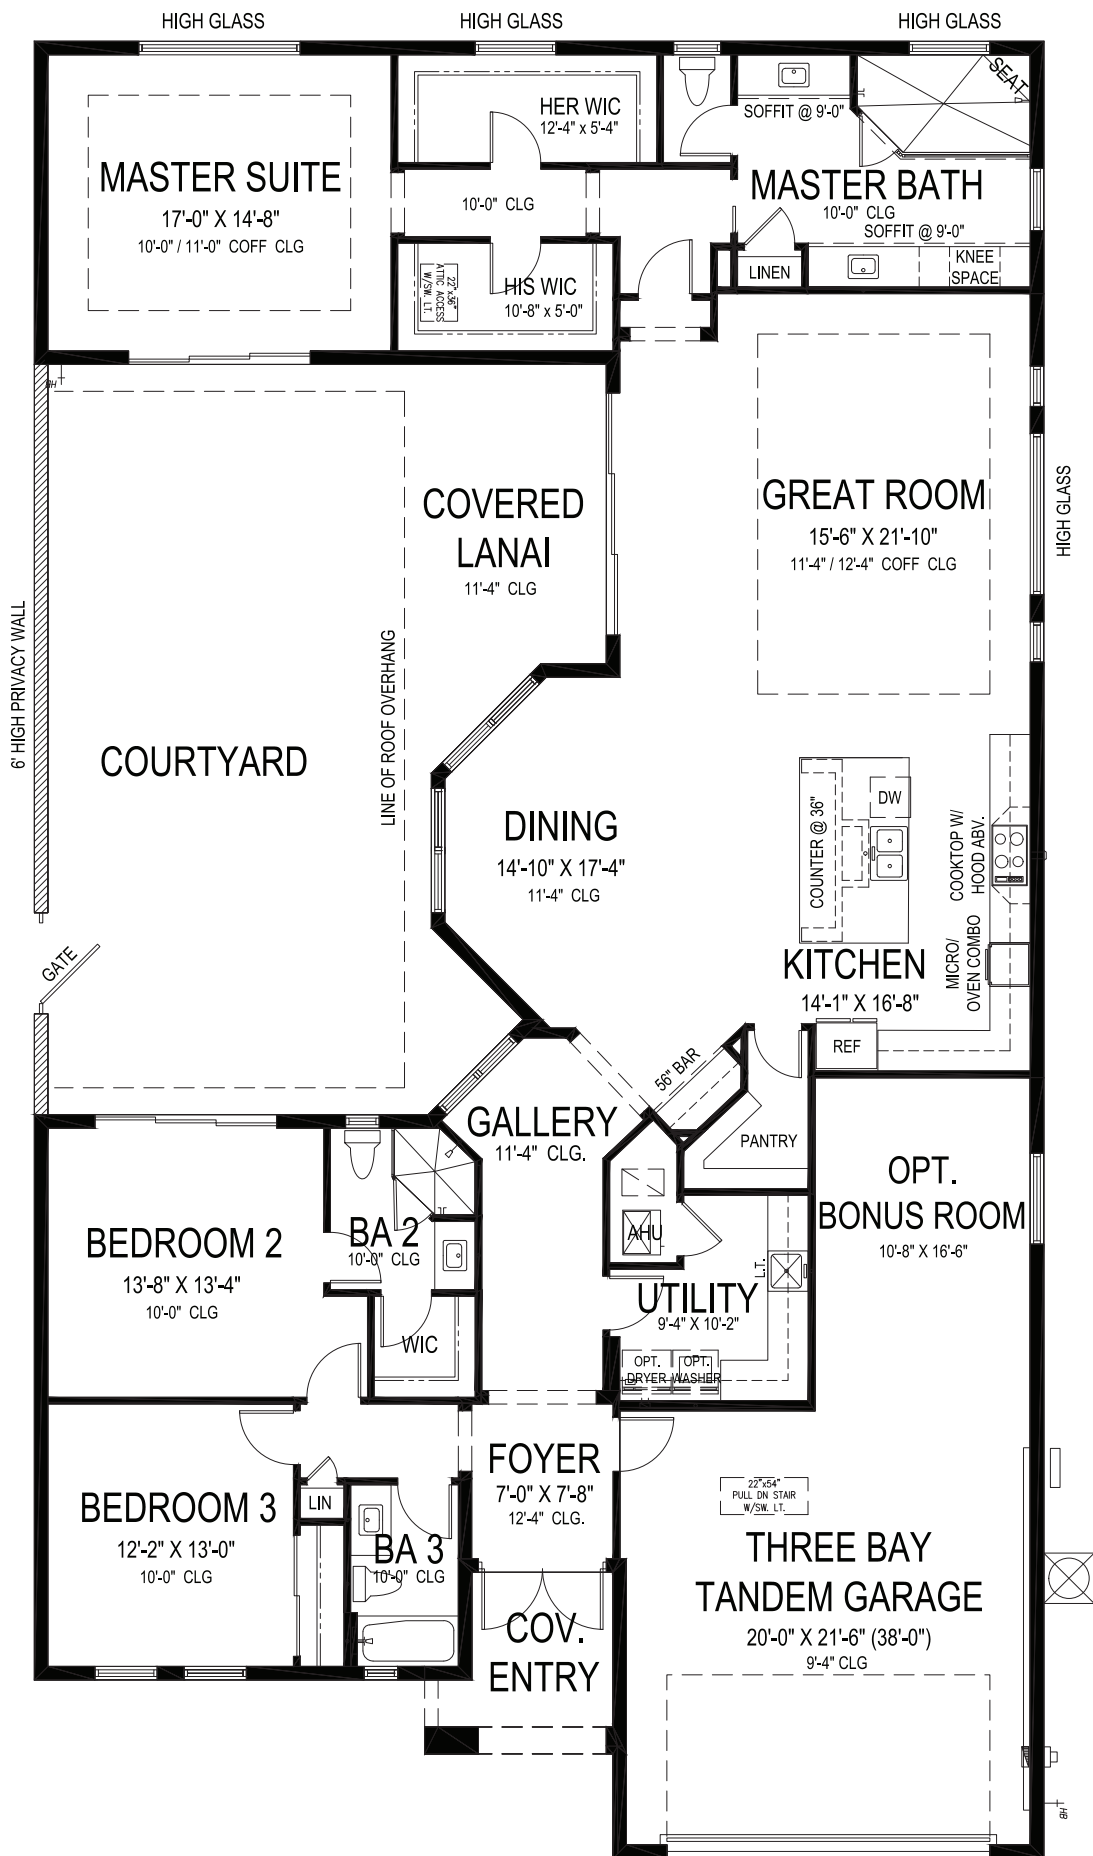 HIGH GLASS
HIGH GLASS
HIGH GLASS
MASTER SUITE
17'-0" X 14'-8"
10'-0" / 11'-0" COFF CLG
HER WIC
12'-4" x 5'-4"
10'-0" CLG
HIS WIC
10'-8" x 5'-0"
22"x36"
ATTIC ACCESS
W/SW. LT.
SOFFIT @ 9'-0"
SEAT
MASTER BATH
10'-0" CLG
SOFFIT @ 9'-0"
LINEN
KNEE
SPACE
HB
6' HIGH PRIVACY WALL
COVERED
LANAI
11'-4" CLG
GREAT ROOM
15'-6" X 21'-10"
11'-4" / 12'-4" COFF CLG
HIGH GLASS
LINE OF ROOF OVERHANG
COURTYARD
GATE
DINING
14'-10" X 17'-4"
11'-4" CLG
COUNTER @ 36"
DW
COOKTOP W/
HOOD ABV.
MICRO/
OVEN COMBO
KITCHEN
14'-1" X 16'-8"
REF
56" BAR
PANTRY
GALLERY
11'-4" CLG.
OPT.
BONUS ROOM
10'-8" X 16'-6"
BEDROOM 2
13'-8" X 13'-4"
10'-0" CLG
BA 2
10'-0" CLG
WIC
AHU
L.T.
UTILITY
9'-4" X 10'-2"
OPT.
DRYER
OPT.
WASHER
FOYER
7'-0" X 7'-8"
12'-4" CLG.
BEDROOM 3
12'-2" X 13'-0"
10'-0" CLG
LIN
BA 3
10'-0" CLG
COV.
ENTRY
22"x54"
PULL DN STAIR
W/SW. LT.
THREE BAY
TANDEM GARAGE
20'-0" X 21'-6" (38'-0")
9'-4" CLG
HB